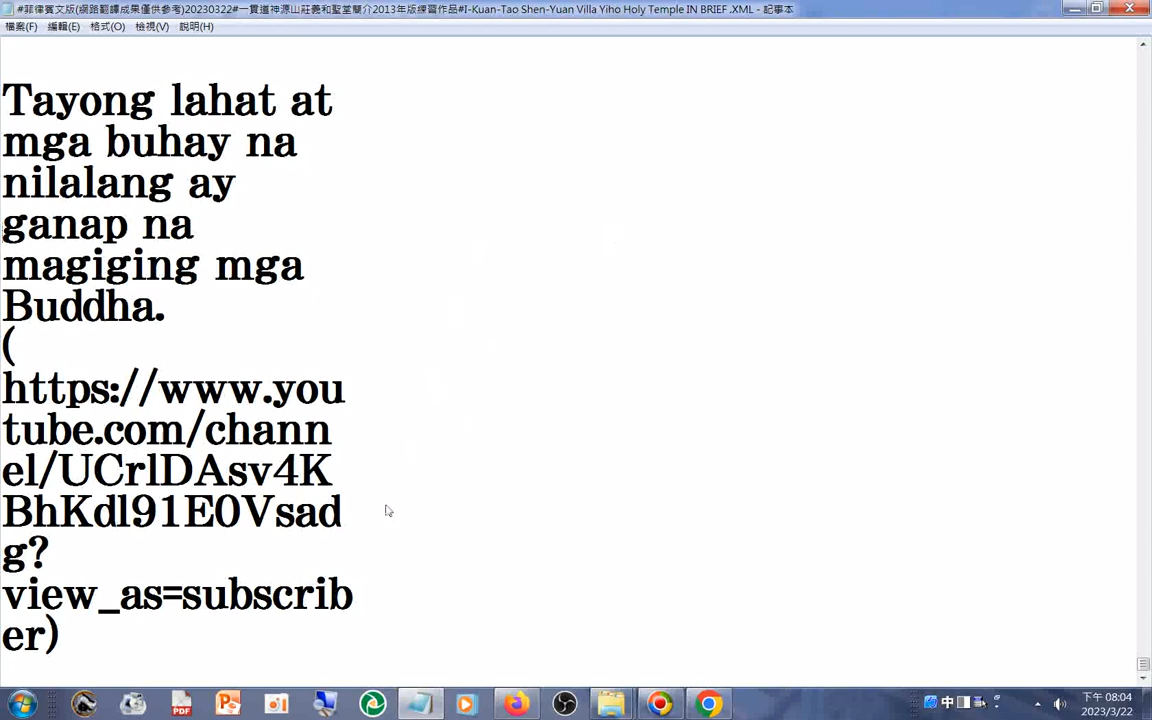 #菲律賓文版(網路翻譯成果僅供參考)20230322#一貫道神源山莊義和聖堂簡介2013年版練習作品#I-Kuan-Tao Shen-Yuan Villa Yiho Holy Temple IN BRIEF .XML - 記事本
檔案(F) 編輯(E) 格式(O) 檢視(V) 說明(H)
Tayong lahat at
mga buhay na
nilalang ay
ganap na
magiging mga
Buddha.
(
https://www.you
tube.com/chann
el/UCrlDAsv4K
BhKdl91E0Vsad
g?
view_as=subscrib
er)
PDF
中
下午 08:04
2023/3/22